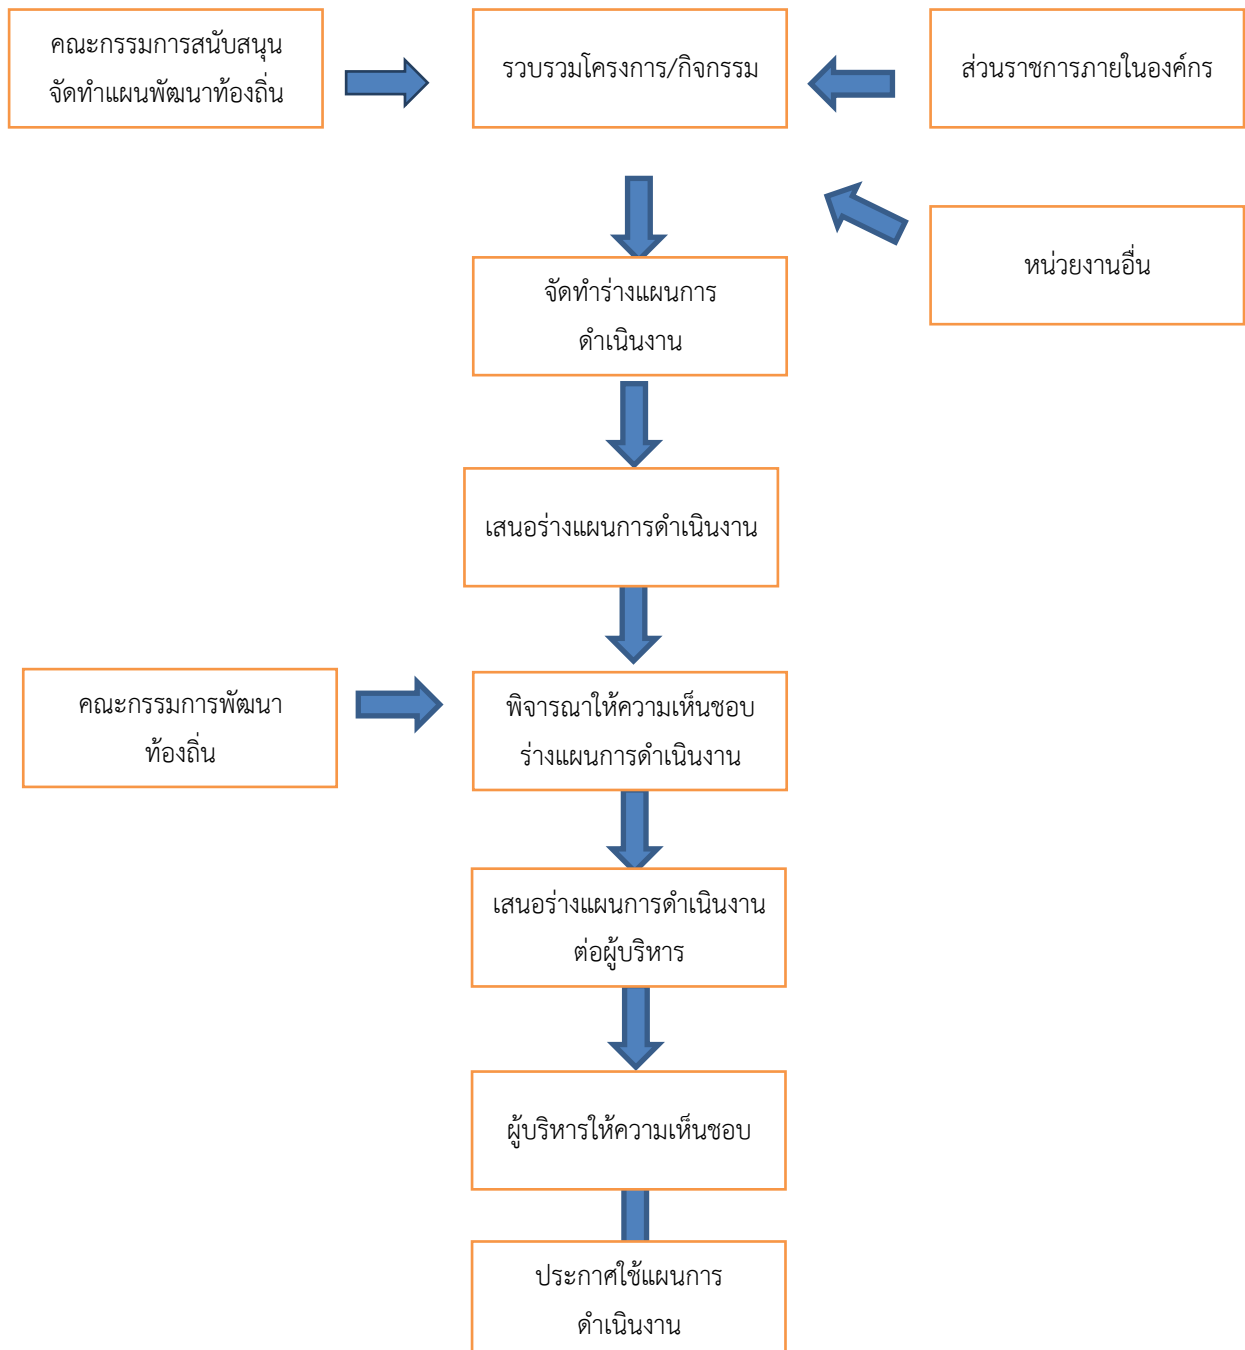 คณะกรรมการสนับสนุน
จัดทำแผนพัฒนาท้องถิ่น
รวบรวมโครงการ/กิจกรรม
ส่วนราชการภายในองค์กร
หน่วยงานอื่น
จัดทำร่างแผนการ
ดำเนินงาน
เสนอร่างแผนการดำเนินงาน
คณะกรรมการพัฒนา
ท้องถิ่น
พิจารณาให้ความเห็นชอบ
ร่างแผนการดำเนินงาน
เสนอร่างแผนการดำเนินงาน
ต่อผู้บริหาร
ผู้บริหารให้ความเห็นชอบ
ประกาศใช้แผนการ
ดำเนินงาน